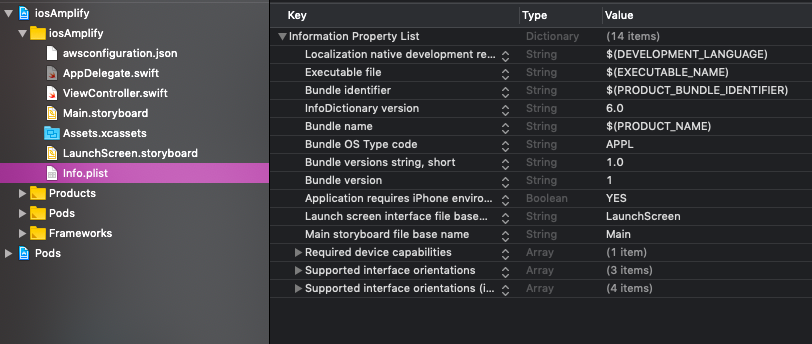 iosAmplify
iosAmplify
awsconfiguration.json
AppDelegate.swift
ViewController.swift
Main.storyboard
Assets.xcassets
LaunchScreen.storyboard
Info.plist
Products
Pods
Frameworks
Pods
Key Type Value
Information Property List Dictionary (14 items)
Localization native development re... String $(DEVELOPMENT_LANGUAGE)
Executable file String $(EXECUTABLE_NAME)
Bundle identifier String $(PRODUCT_BUNDLE_IDENTIFIER)
InfoDictionary version String 6.0
Bundle name String $(PRODUCT_NAME)
Bundle OS Type code String APPL
Bundle versions string, short String 1.0
Bundle version String 1
Application requires iPhone enviro... Boolean YES
Launch screen interface file base... String LaunchScreen
Main storyboard file base name String Main
Required device capabilities Array (1 item)
Supported interface orientations Array (3 items)
Supported interface orientations (i... Array (4 items)